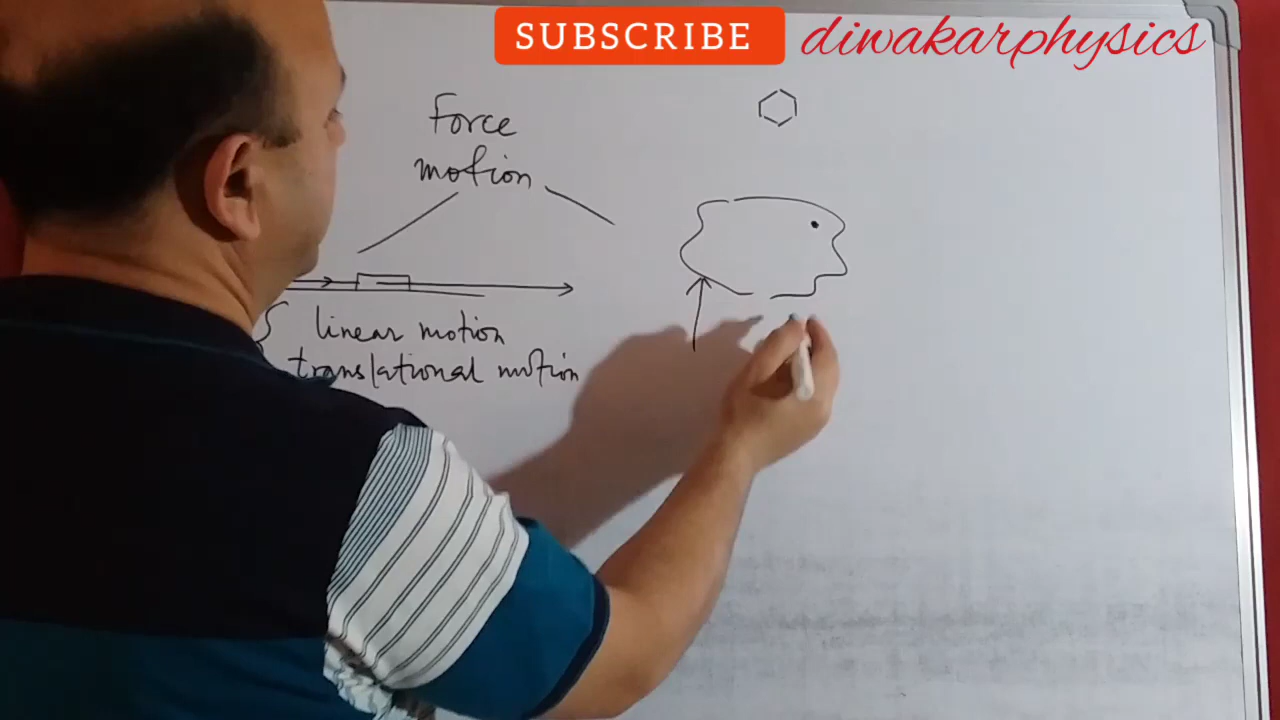 SUBSCRIBE diwakarphysics
Force
motion
linear motion
translational motion